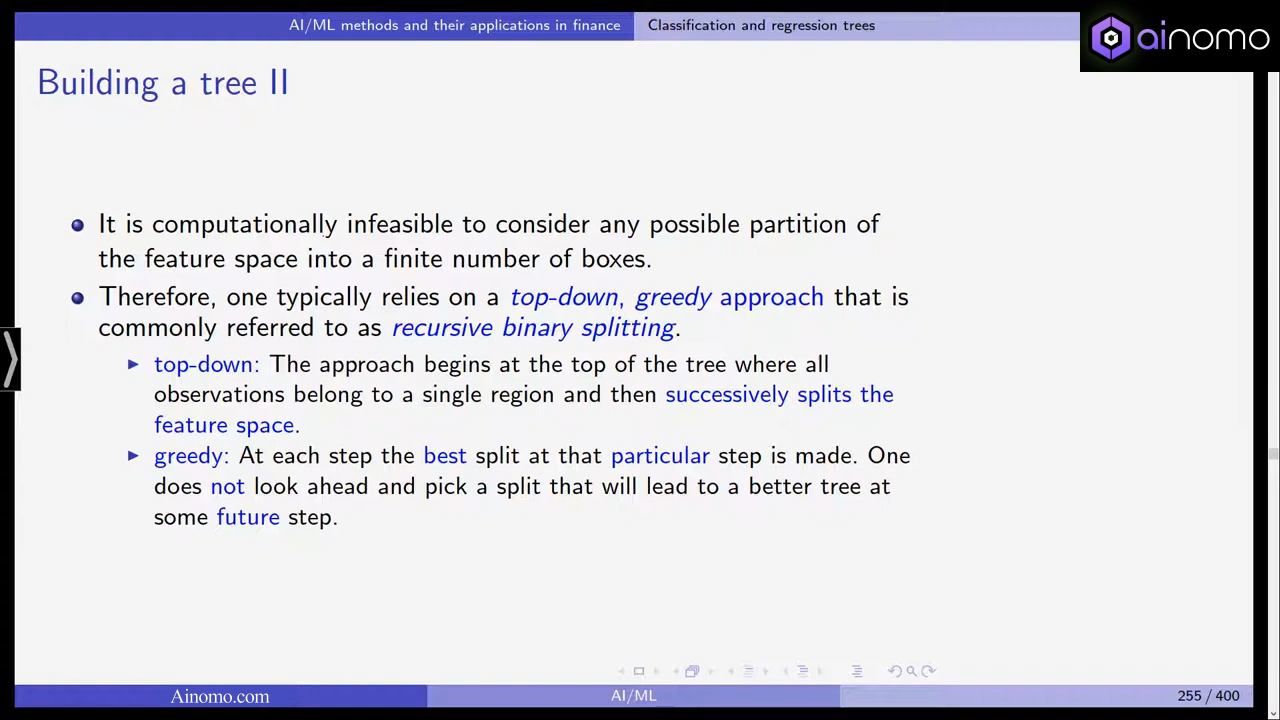 AI/ML methods and their applications in finance Classification and regression trees
ainomo
Building a tree II
It is computationally infeasible to consider any possible partition of
the feature space into a finite number of boxes.
Therefore, one typically relies on a top-down, greedy approach that is
commonly referred to as recursive binary splitting.
top-down: The approach begins at the top of the tree where all
observations belong to a single region and then successively splits the
feature space.
greedy: At each step the best split at that particular step is made. One
does not look ahead and pick a split that will lead to a better tree at
some future step.
Ainomo.com AI/ML 255 / 400